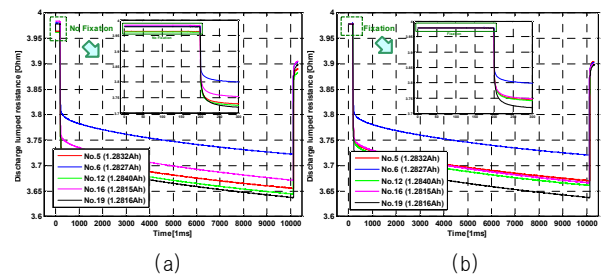 4
3.95
3.9
3.85
3.8
3.75
3.7
3.65
3.6
Discharge lumped resistance [Ohm]
No Fixation
No.5 (1.2832Ah)
No.6 (1.2827Ah)
No.12 (1.2840Ah)
No.16 (1.2815Ah)
No.19 (1.2816Ah)
0 1000 2000 3000 4000 5000 6000 7000 8000 9000 10000
Time[1ms]
(a)
4
3.95
3.9
3.85
3.8
3.75
3.7
3.65
3.6
Discharge lumped resistance [Ohm]
Fixation
No.5 (1.2832Ah)
No.6 (1.2827Ah)
No.12 (1.2840Ah)
No.16 (1.2815Ah)
No.19 (1.2816Ah)
0 1000 2000 3000 4000 5000 6000 7000 8000 9000 10000
Time[1ms]
(b)